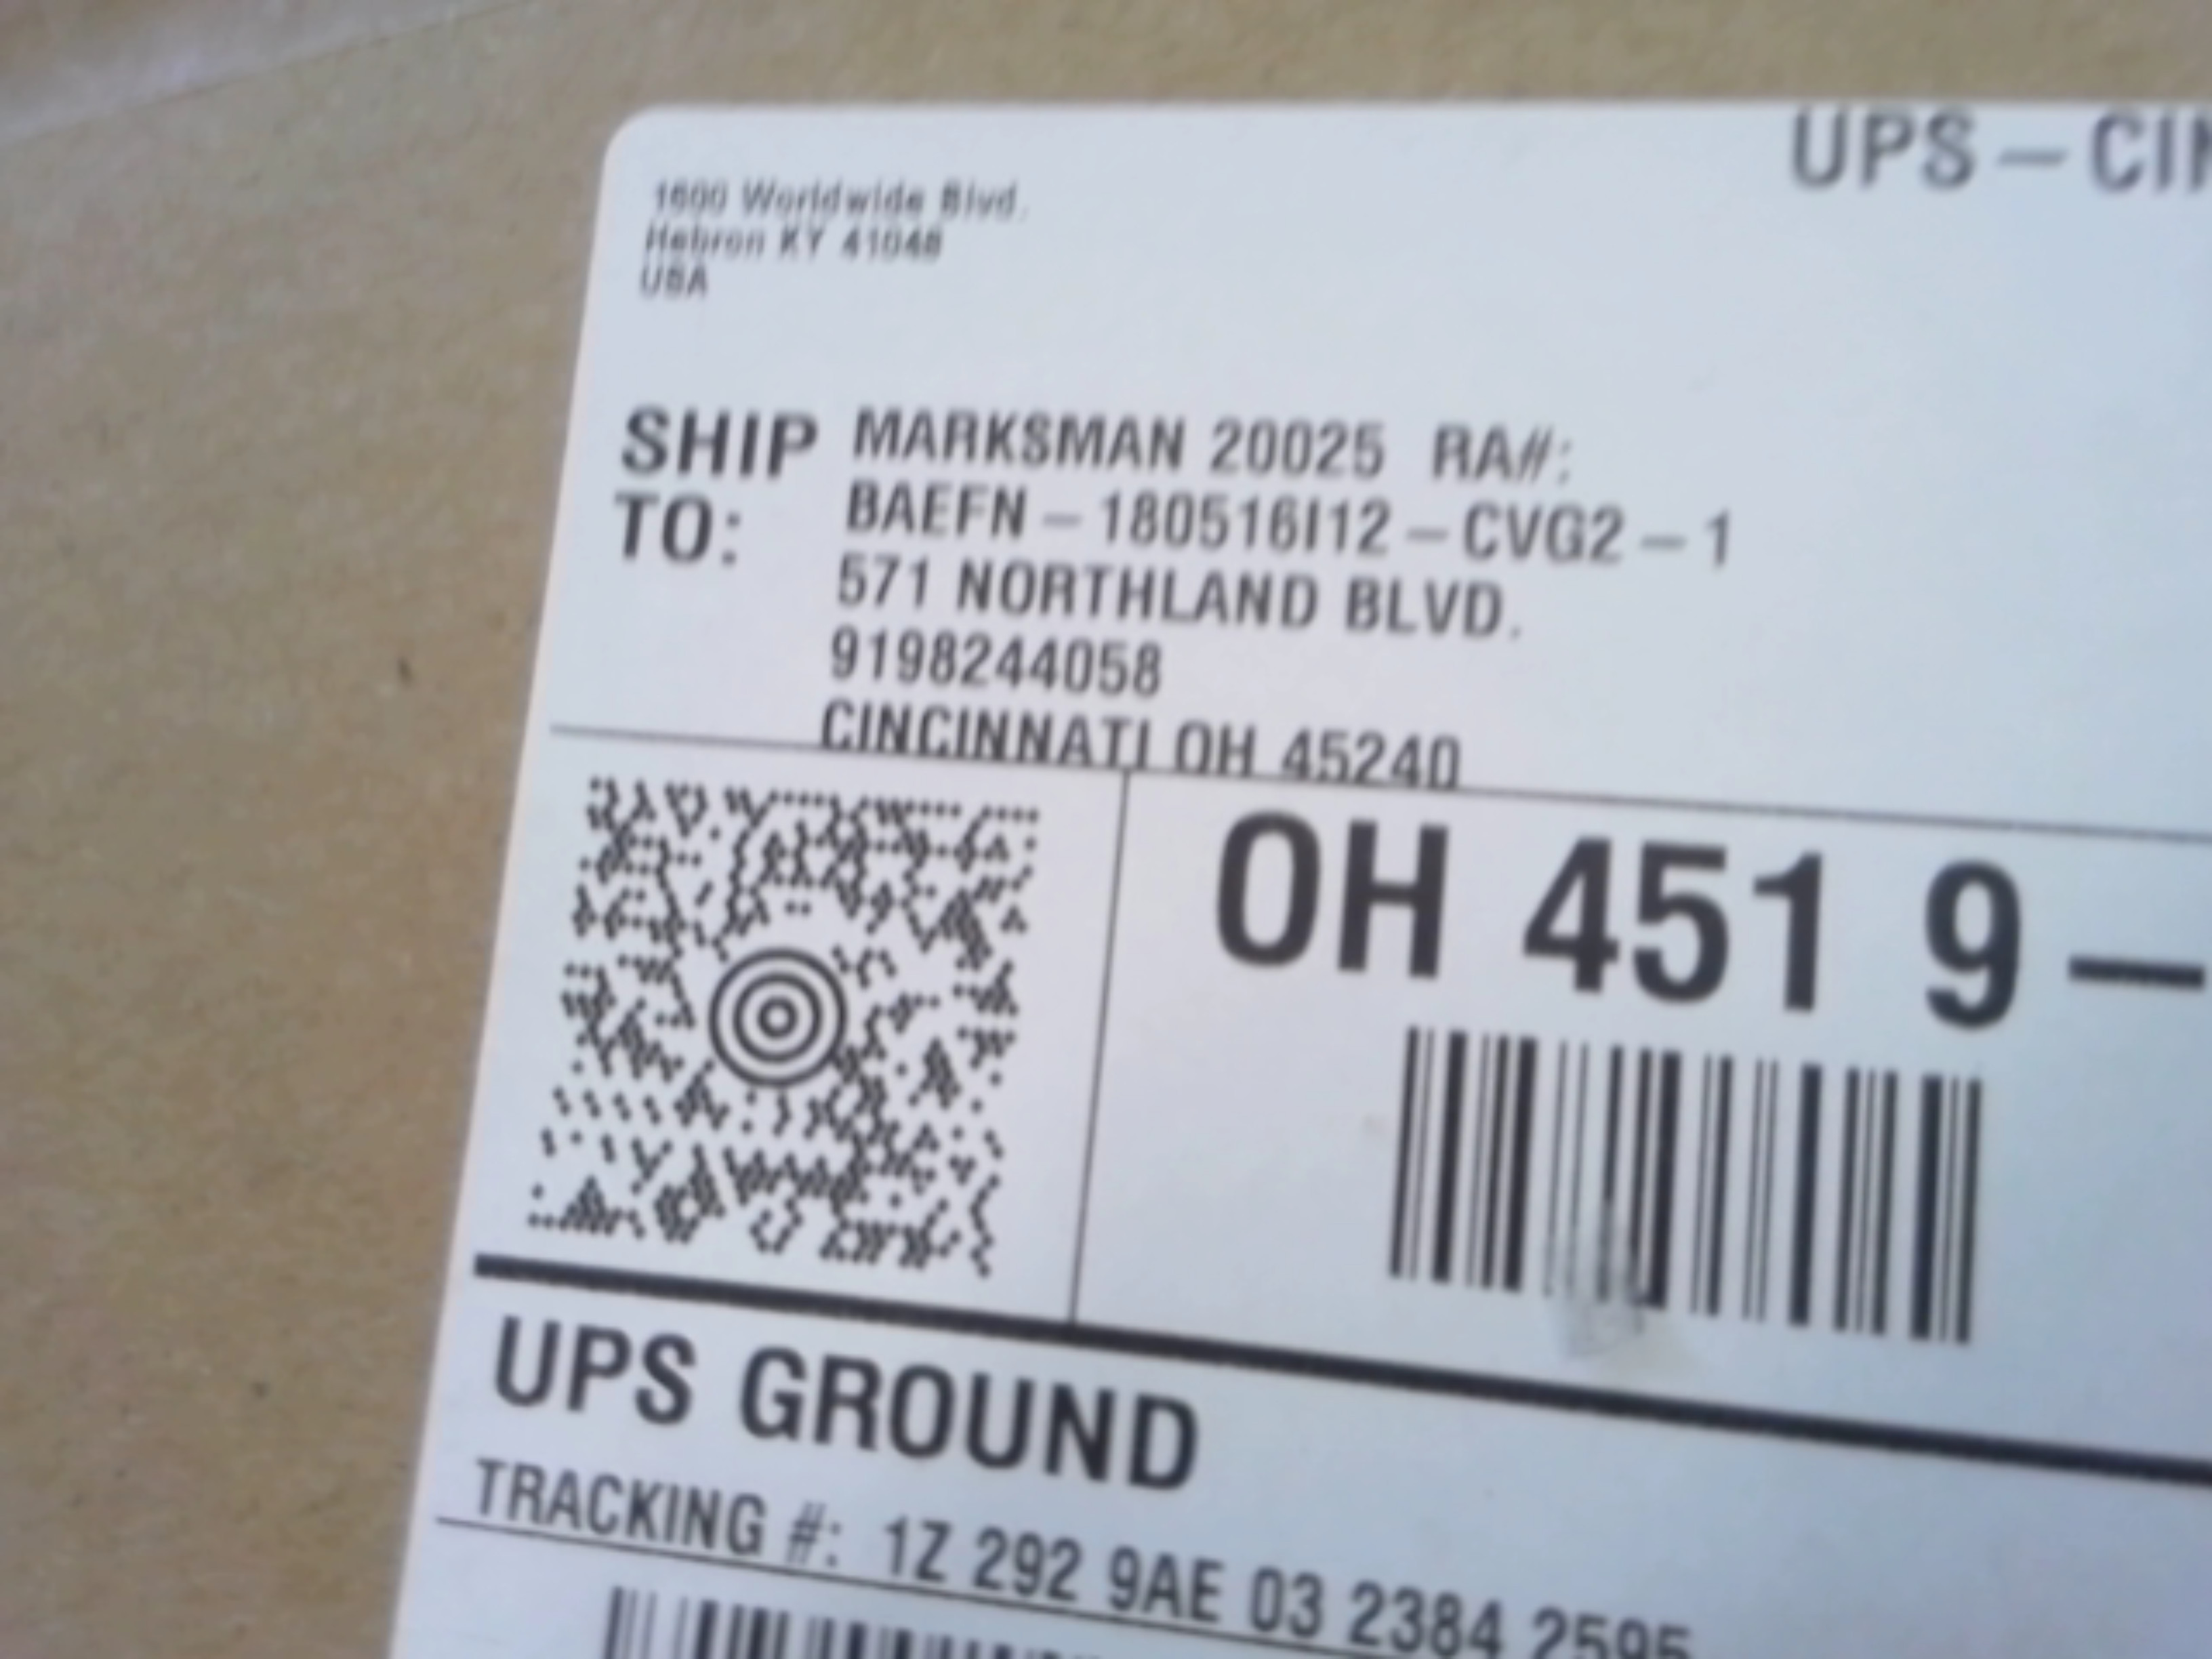 1600 Worldwide Blvd.
Hebron KY 41048
USA
UPS – CIN
SHIP TO:
MARKSMAN 20025 RA#:
BAEFN – 180516I12 – CVG2 – 1
571 NORTHLAND BLVD.
9198244058
CINCINNATI OH 45240
OH 451 9 –
UPS GROUND
TRACKING #: 1Z 292 9AE 03 2384 2595